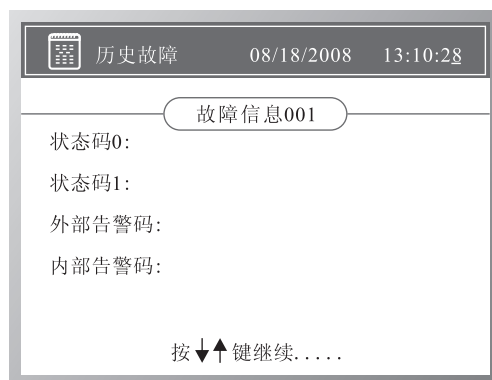 历史故障 08/18/2008 13:10:28
故障信息001
状态码0:
状态码1:
外部告警码:
内部告警码:
按↓↑键继续.....